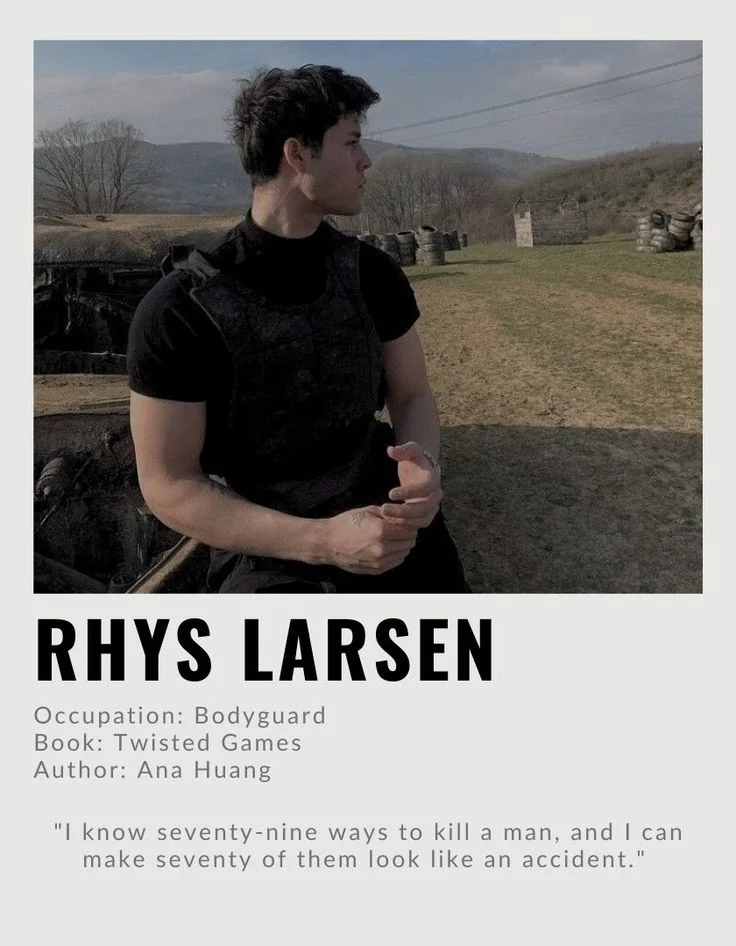 RHYS LARSEN
Occupation: Bodyguard
Book: Twisted Games
Author: Ana Huang
"I know seventy-nine ways to kill a man, and I can
make seventy of them look like an accident."